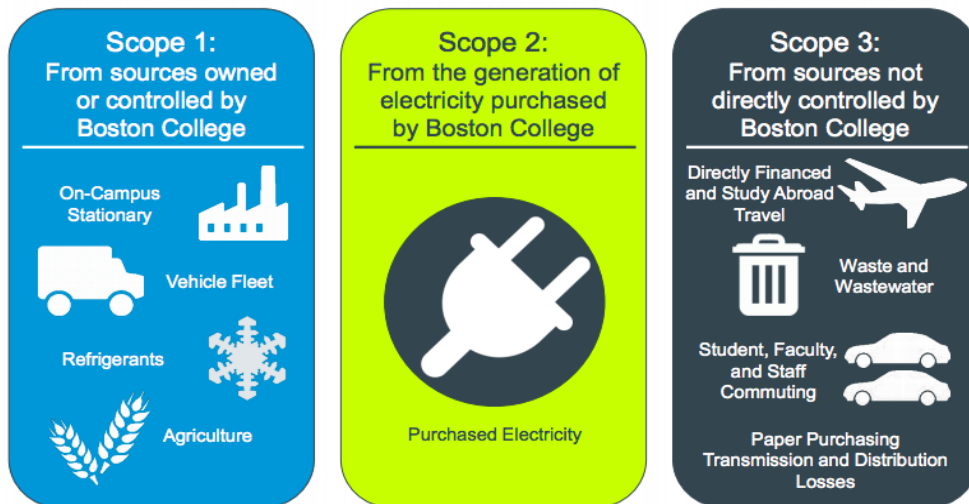 Scope 1:
From sources owned
or controlled by
Boston College
On-Campus
Stationary
Vehicle Fleet
Refrigerants
Agriculture
Scope 2:
From the generation of
electricity purchased
by Boston College
Purchased Electricity
Scope 3:
From sources not
directly controlled by
Boston College
Directly Financed
and Study Abroad
Travel
Waste and
Wastewater
Student, Faculty,
and Staff
Commuting
Paper Purchasing
Transmission and Distribution
Losses